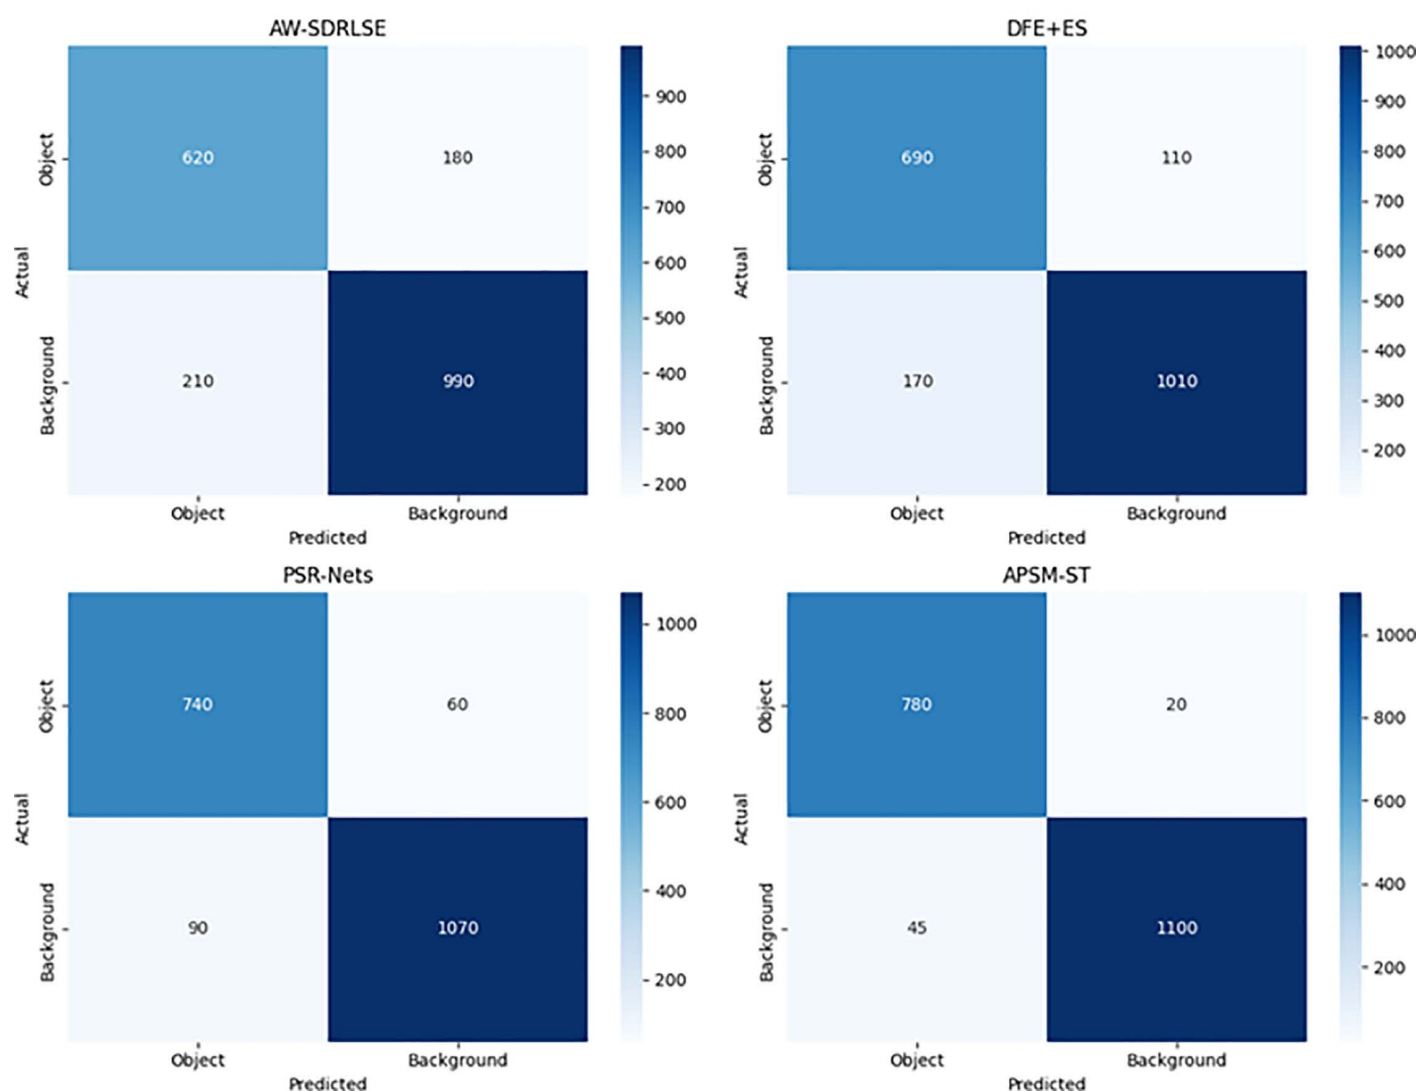 AW-SDRLSE
Object
620
180
Actual
Background
210
990
Object
Background
Predicted
900
800
700
600
500
400
300
200
DFE+ES
Object
690
110
Actual
Background
170
1010
Object
Background
Predicted
1000
900
800
700
600
500
400
300
200
PSR-Nets
Object
740
60
Actual
Background
90
1070
Object
Background
Predicted
1000
800
600
400
200
APSM-ST
Object
780
20
Actual
Background
45
1100
Object
Background
Predicted
1000
800
600
400
200